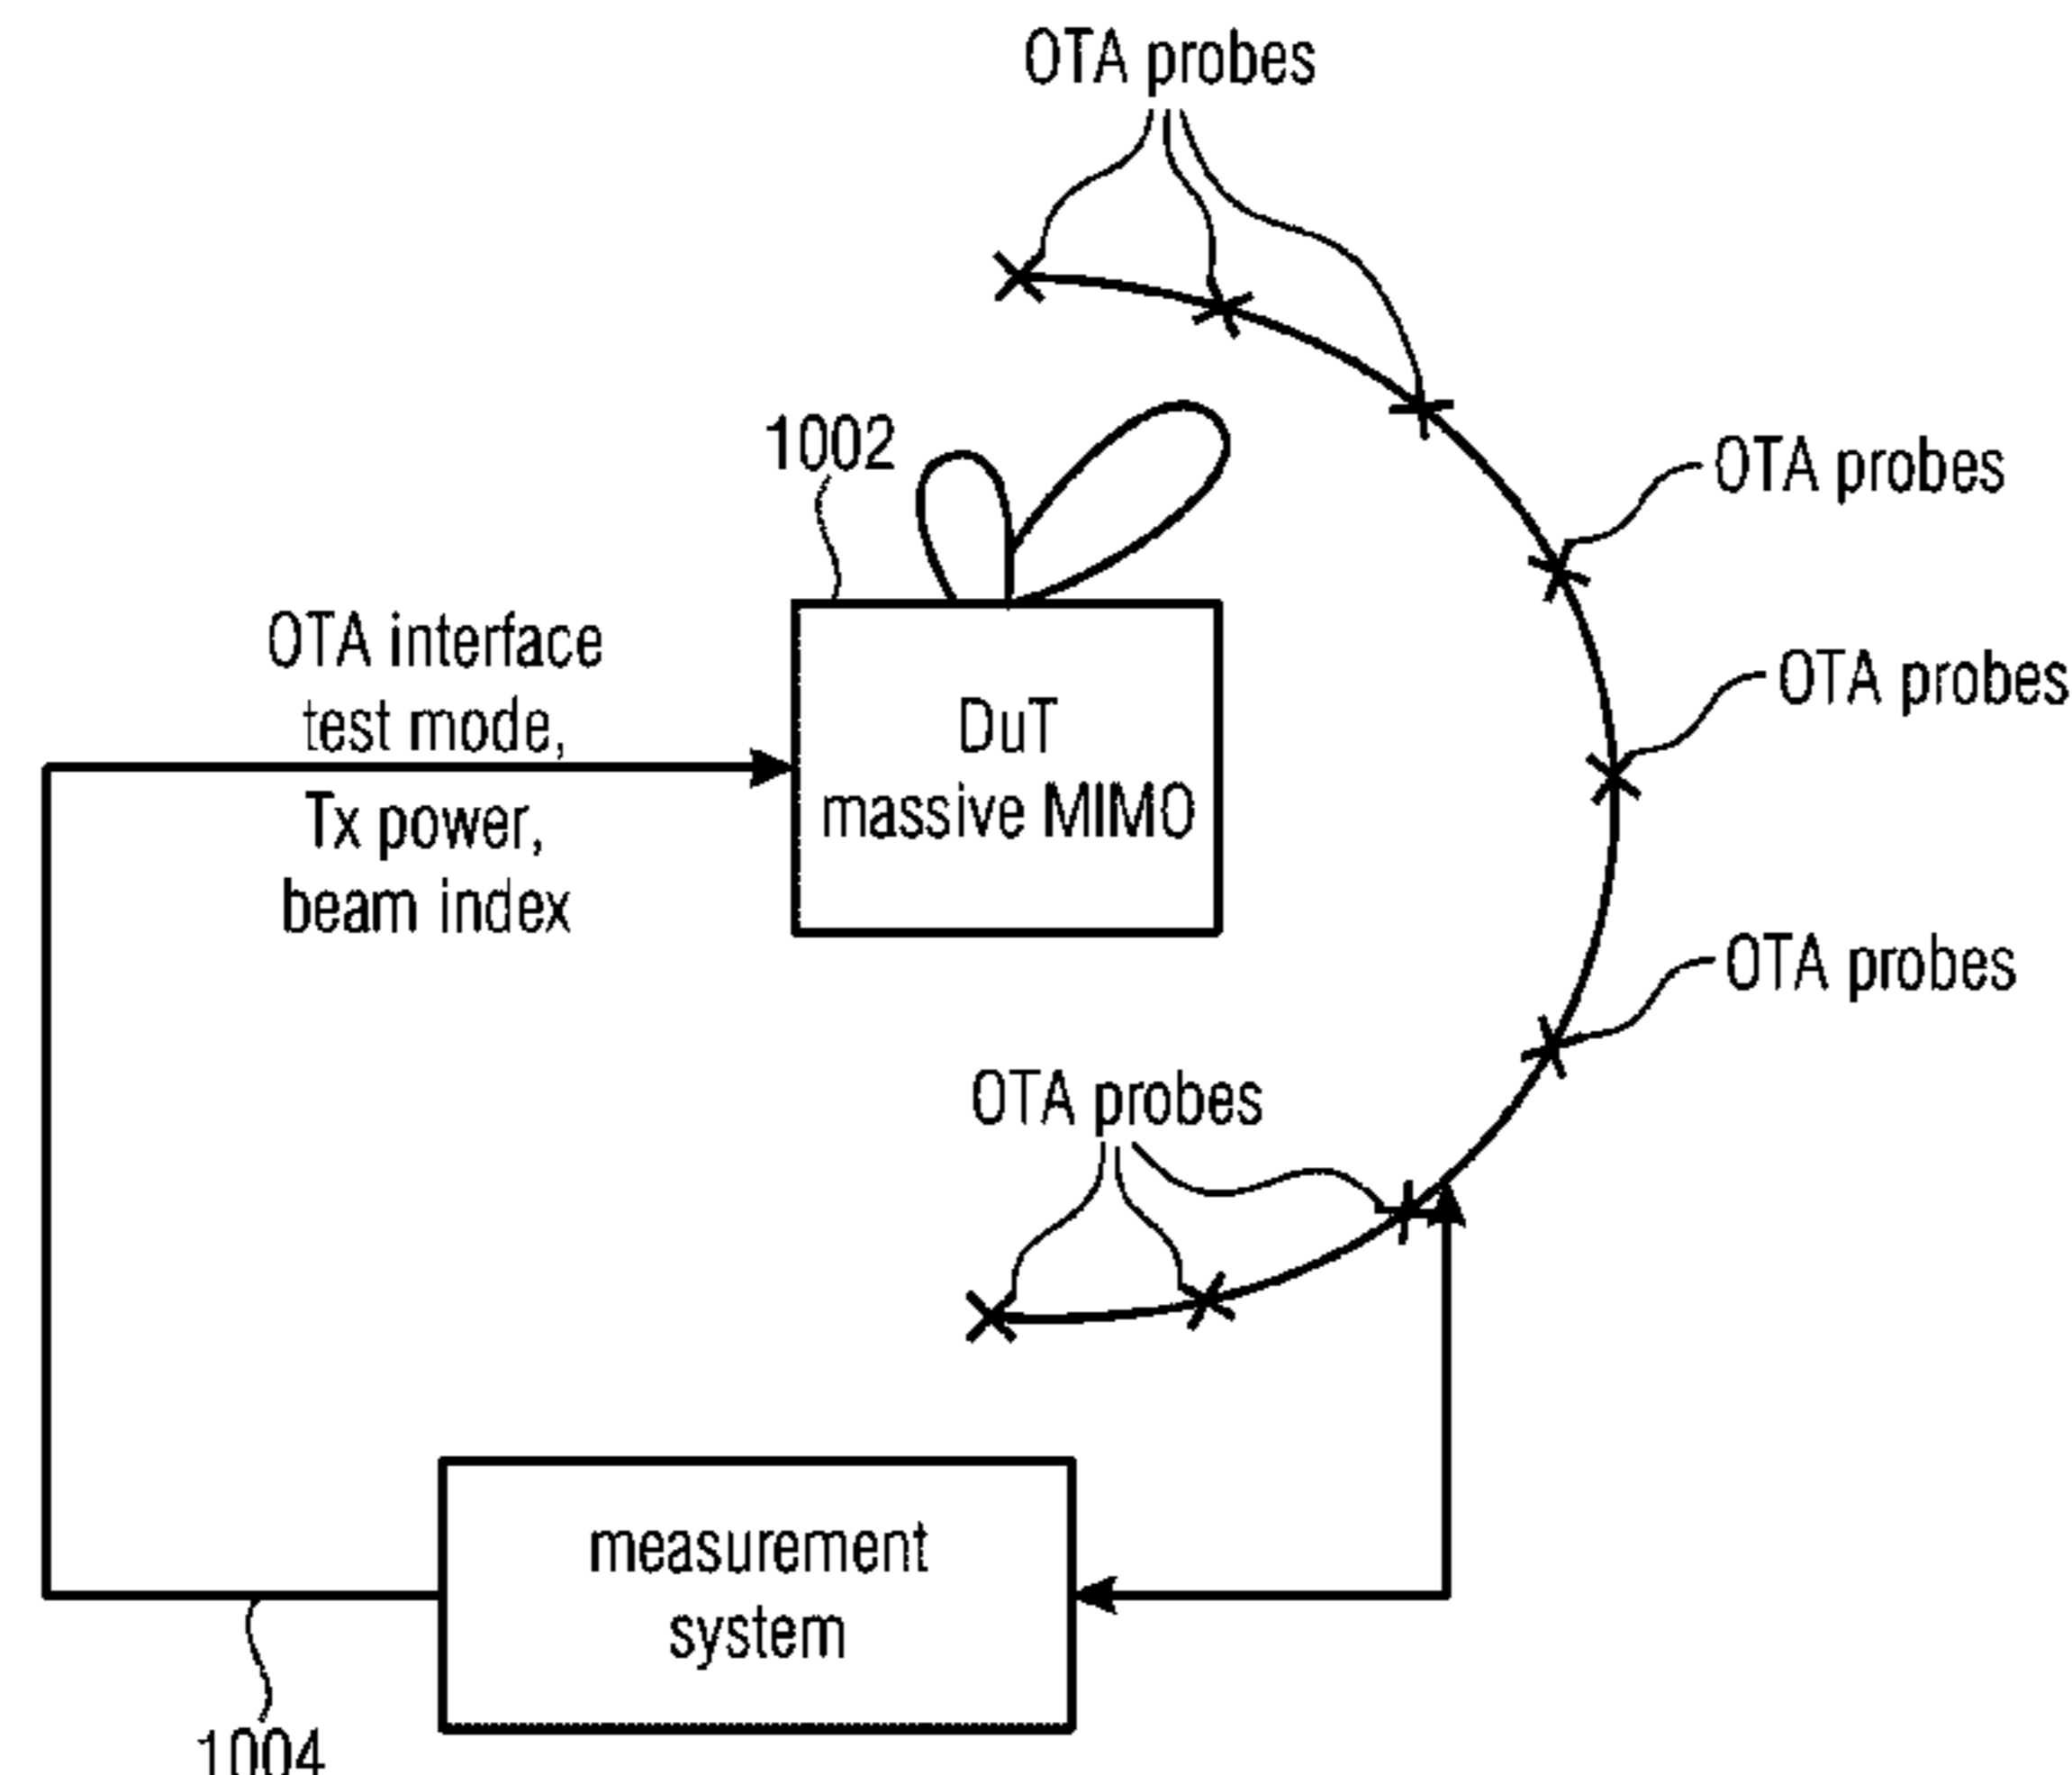 OTA probes
1002
OTA probes
OTA interface
test mode,
Tx power,
beam index
DuT
massive MIMO
OTA probes
OTA probes
OTA probes
measurement
system
1004